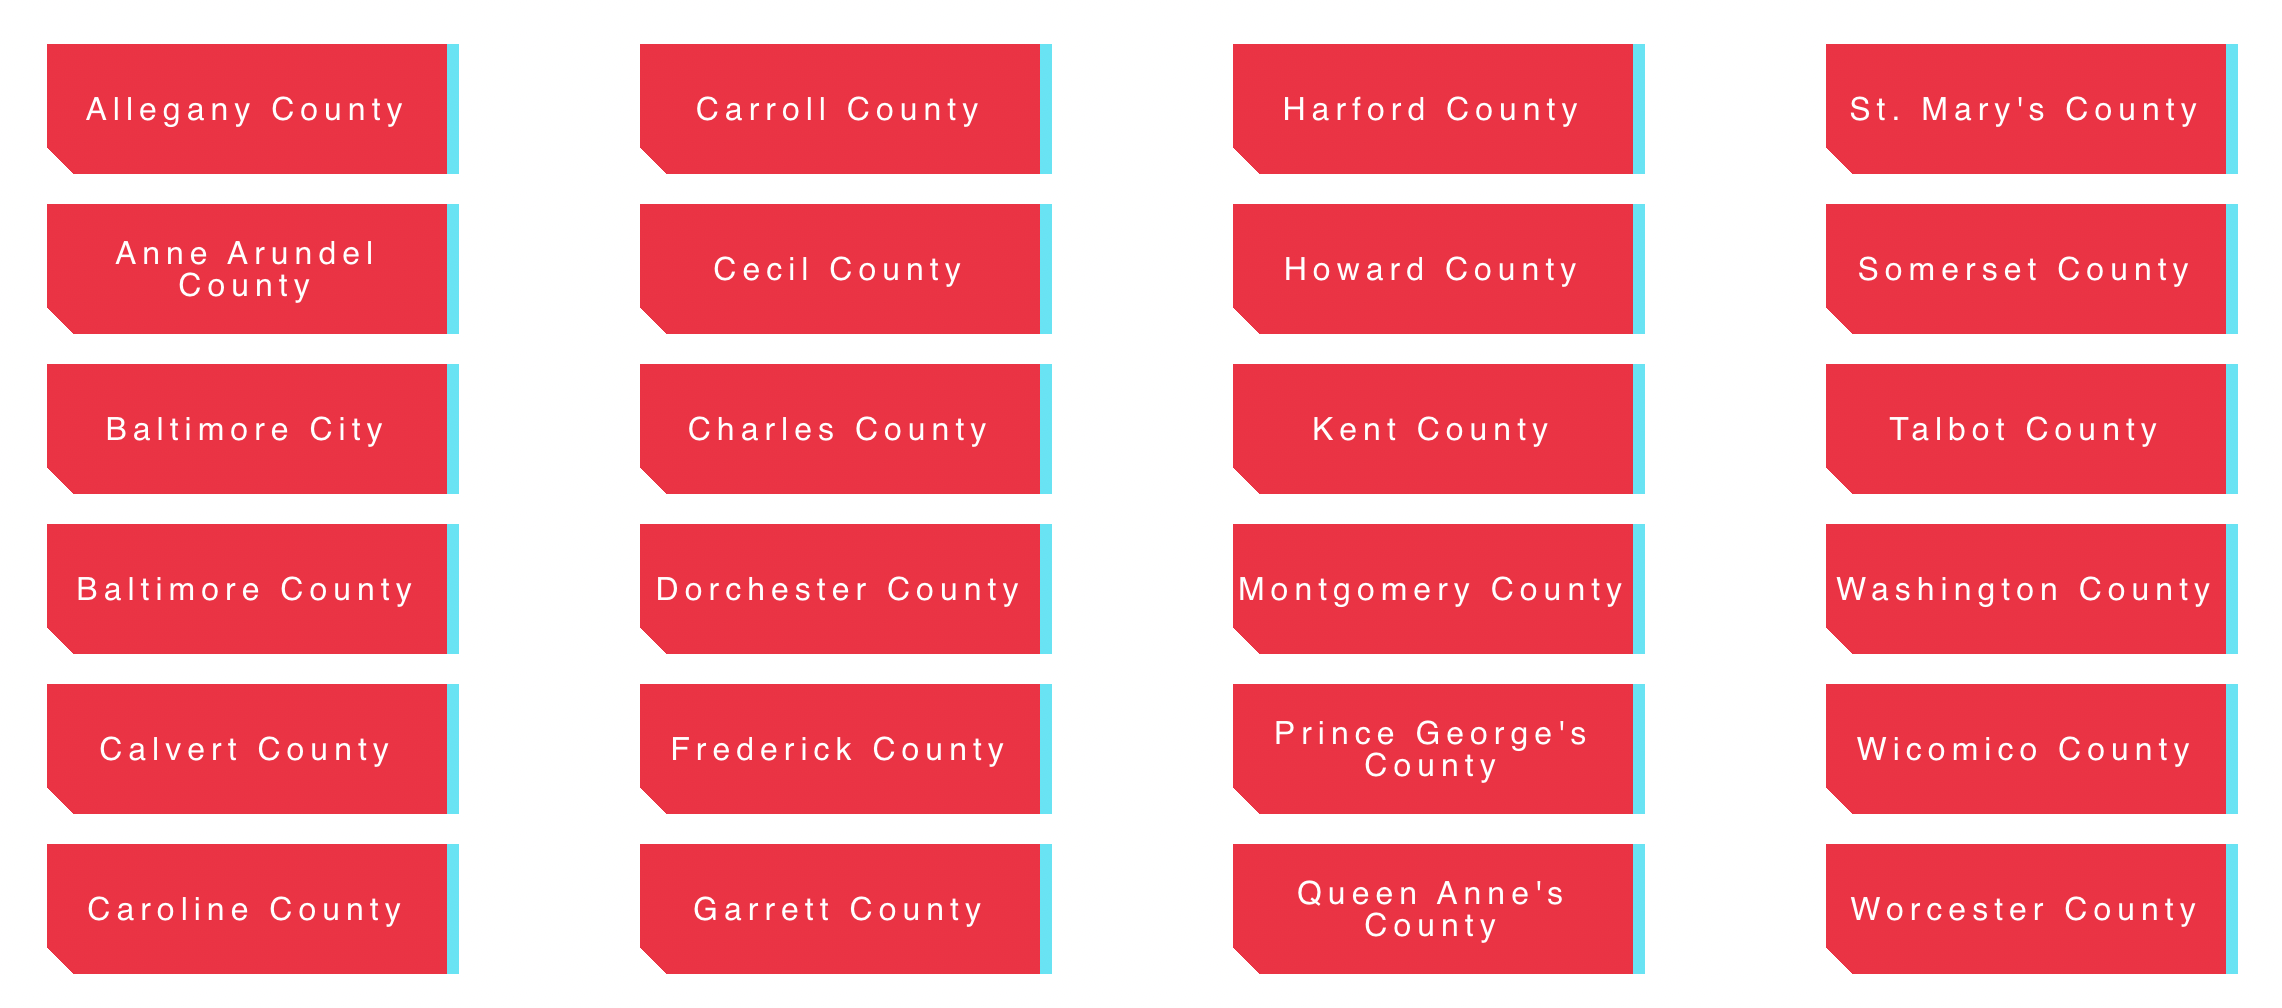 Allegany County
Anne Arundel
County
Baltimore City
Baltimore County
Calvert County
Caroline County
Carroll County
Cecil County
Charles County
Dorchester County
Frederick County
Garrett County
Harford County
Howard County
Kent County
Montgomery County
Prince George's
County
Queen Anne's
County
St. Mary's County
Somerset County
Talbot County
Washington County
Wicomico County
Worcester County